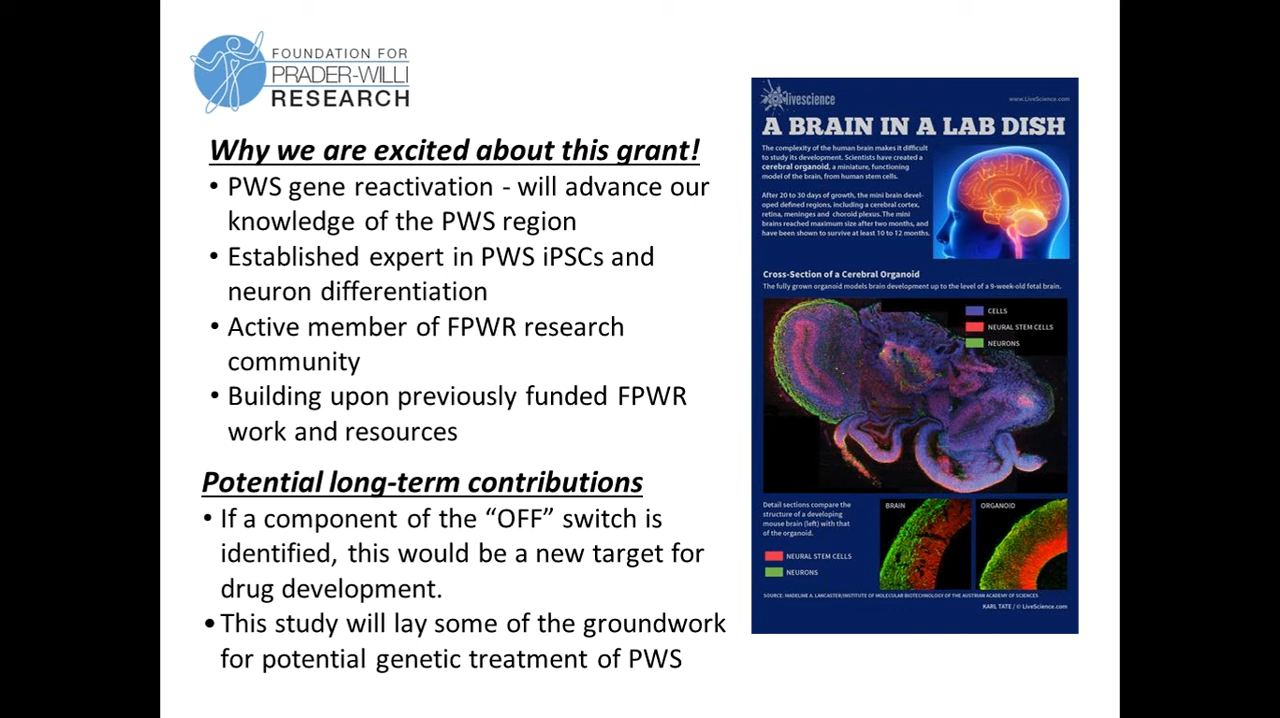 FOUNDATION FOR
PRADER-WILLI
RESEARCH
Why we are excited about this grant!
• PWS gene reactivation - will advance our
knowledge of the PWS region
• Established expert in PWS iPSCs and
neuron differentiation
• Active member of FPWR research
community
• Building upon previously funded FPWR
work and resources
Potential long-term contributions
• If a component of the “OFF” switch is
identified, this would be a new target for
drug development.
• This study will lay some of the groundwork
for potential genetic treatment of PWS
livescience
www.LiveScience.com
A BRAIN IN A LAB DISH
The complexity of the human brain makes it difficult
to study its development. Scientists have created a
cerebral organoid, a miniature, functioning
model of the brain, from human stem cells.
After 20 to 30 days of growth, the mini brain devel-
oped defined regions, including a cerebral cortex,
retina, meninges and choroid plexus. The mini
brains reached maximum size after two months, and
have been shown to survive at least 10 to 12 months.
Cross-Section of a Cerebral Organoid
The fully grown organoid models brain development up to the level of a 9-week-old fetal brain.
CELLS
NEURAL STEM CELLS
NEURONS
Detail sections compare the
structure of a developing
mouse brain (left) with that
of the organoid.
NEURAL STEM CELLS
NEURONS
BRAIN
ORGANOID
SOURCE: MADELINE A. LANCASTER/INSTITUTE OF MOLECULAR BIOTECHNOLOGY OF THE AUSTRIAN ACADEMY OF SCIENCES
KARL TATE / © LiveScience.com